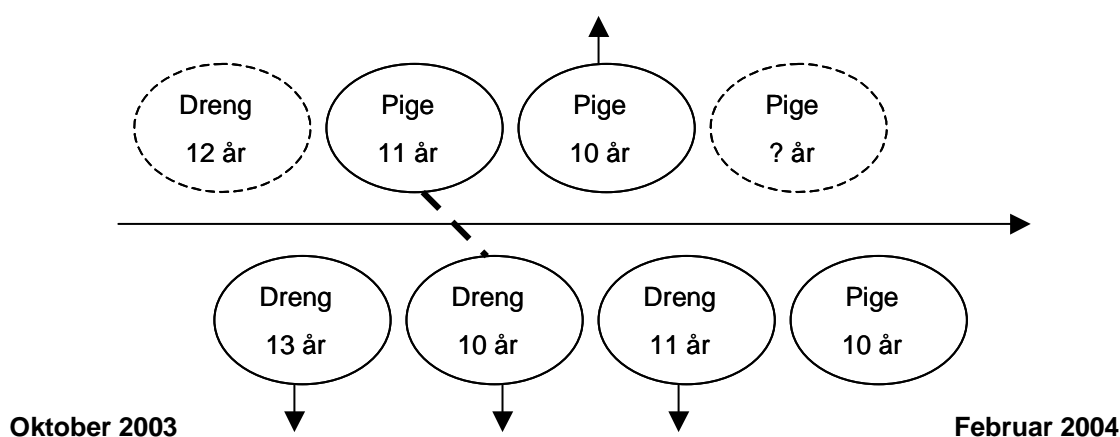 Dreng
12 år
Pige
11 år
Pige
10 år
Pige
? år
Dreng
13 år
Dreng
10 år
Dreng
11 år
Pige
10 år
Oktober 2003
Februar 2004